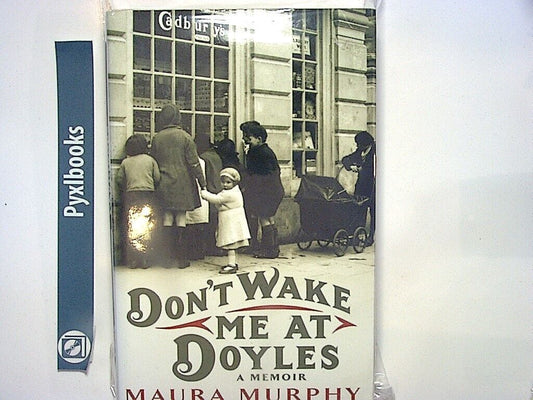 Pyxlbooks
Cadbury's
DON'T WAKE
ME AT
DOYLES
A MEMOIR
MAURA MURPHY